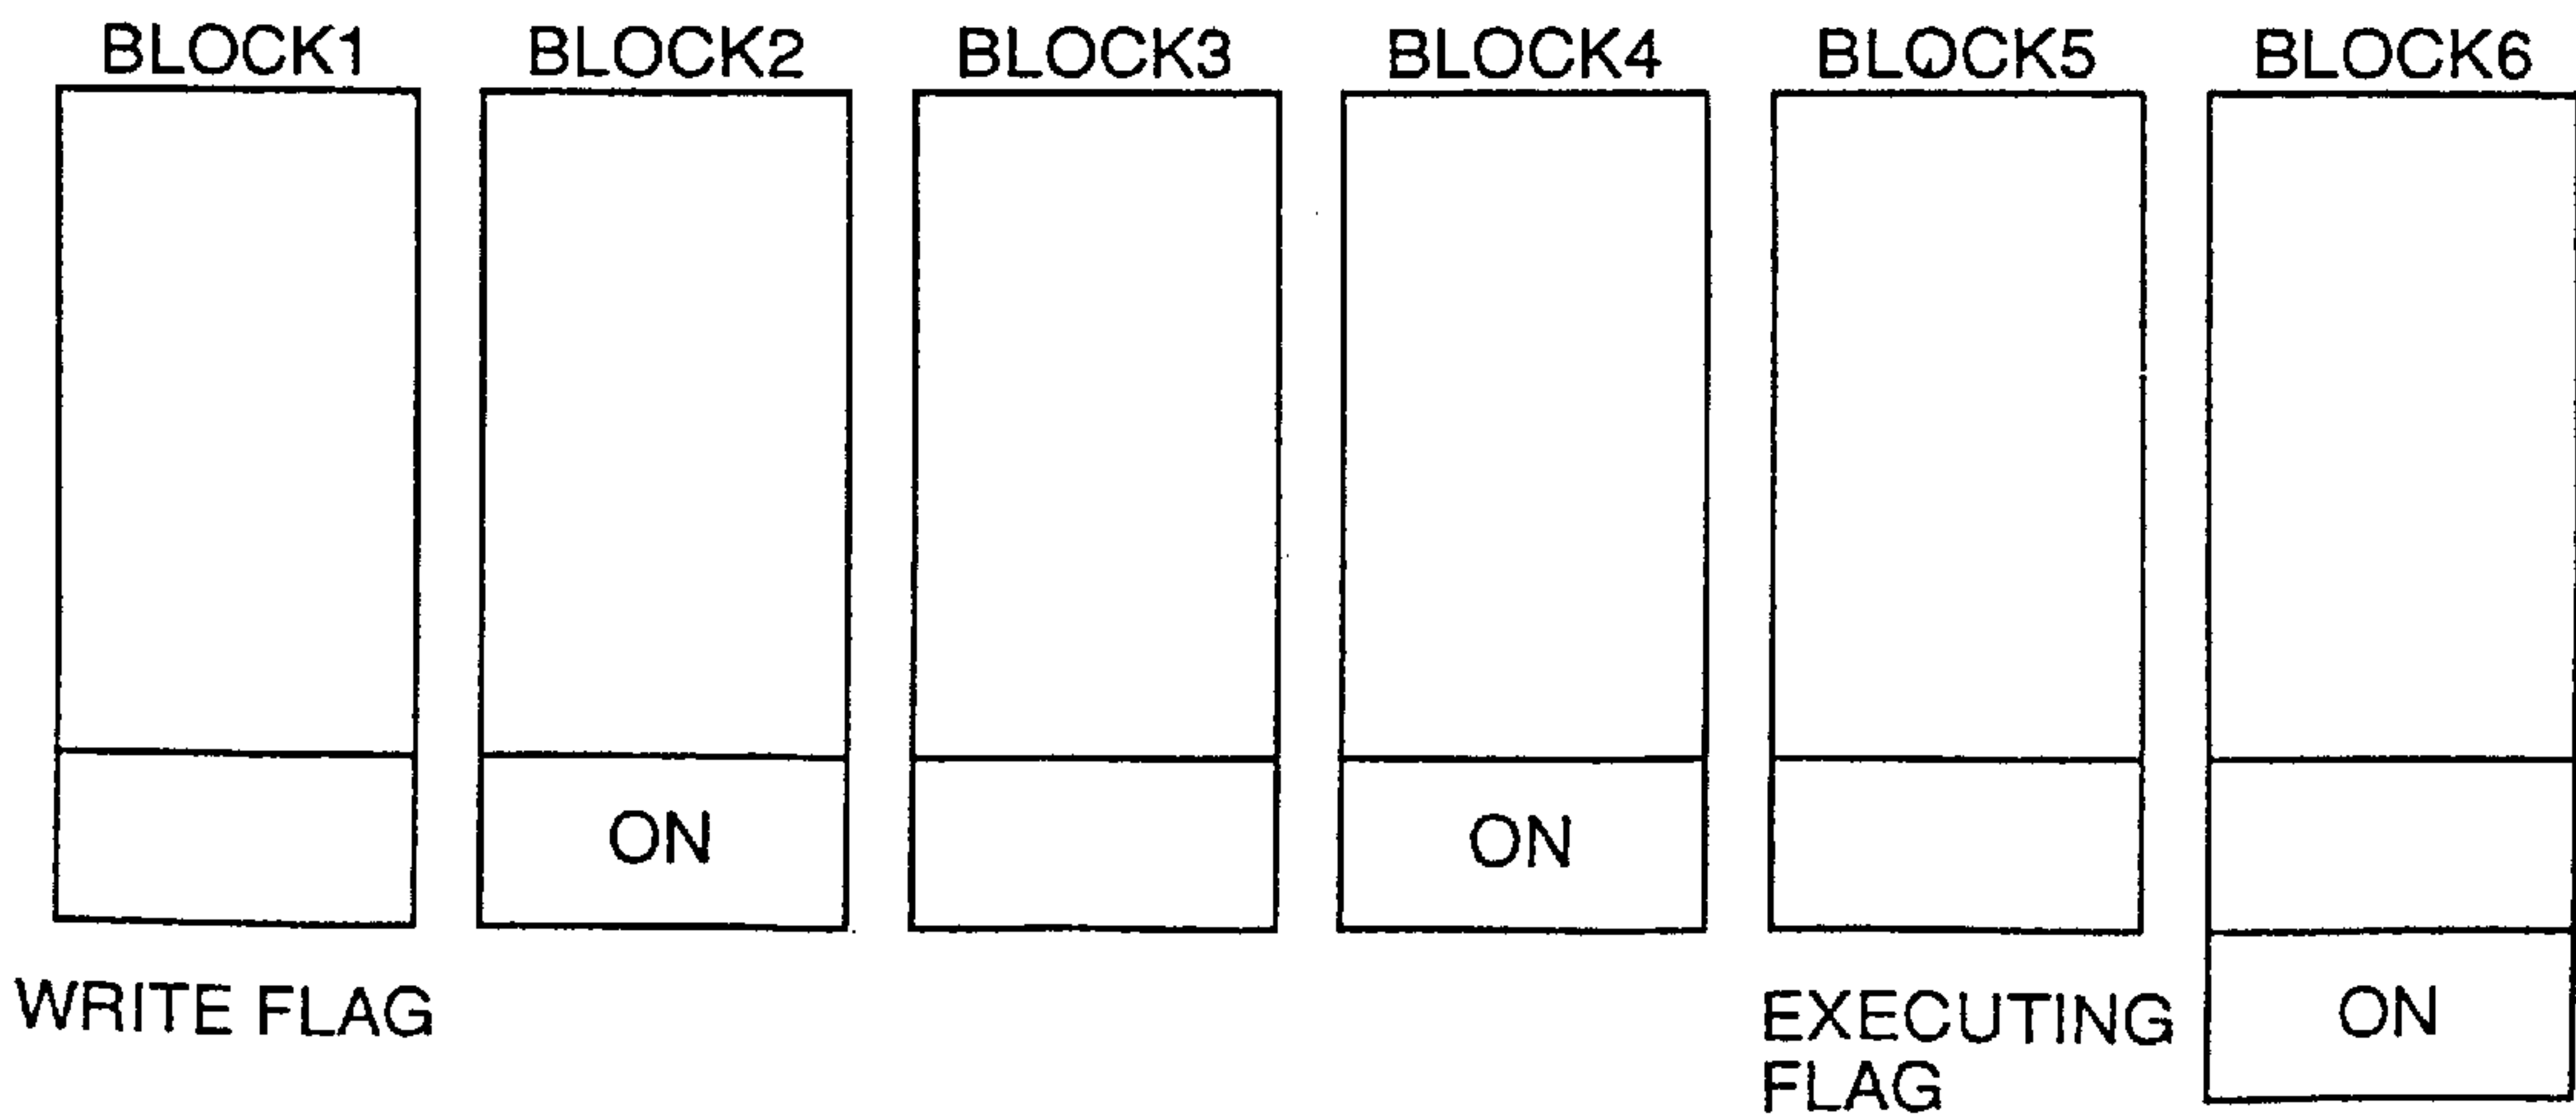 BLOCK1 BLOCK2 BLOCK3 BLOCK4 BLOCK5 BLOCK6
ON ON
WRITE FLAG
EXECUTING
FLAG
ON